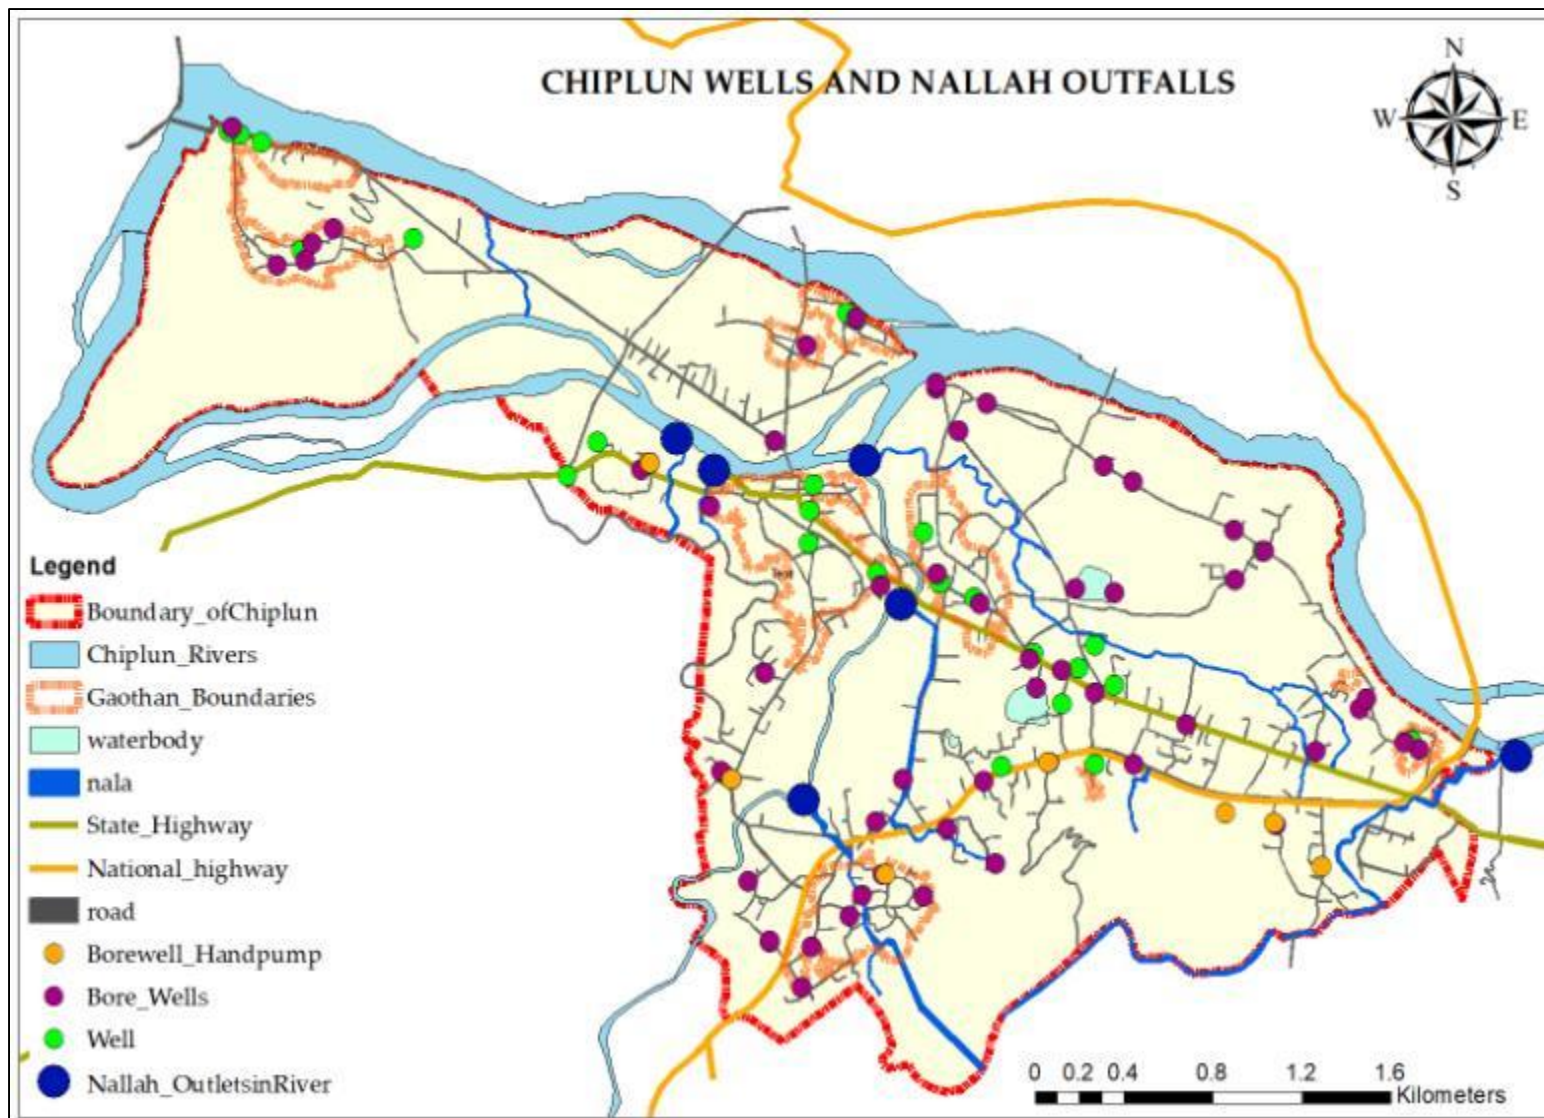 CHIPLUN WELLS AND NALLAH OUTFALLS
N
W E
S
Legend
Boundary_ofChiplun
Chiplun_Rivers
Gaothan_Boundaries
waterbody
nala
State_Highway
National_highway
road
Borewell_Handpump
Bore_Wells
Well
Nallah_OutletsinRiver
0 0.2 0.4 0.8 1.2 1.6
Kilometers